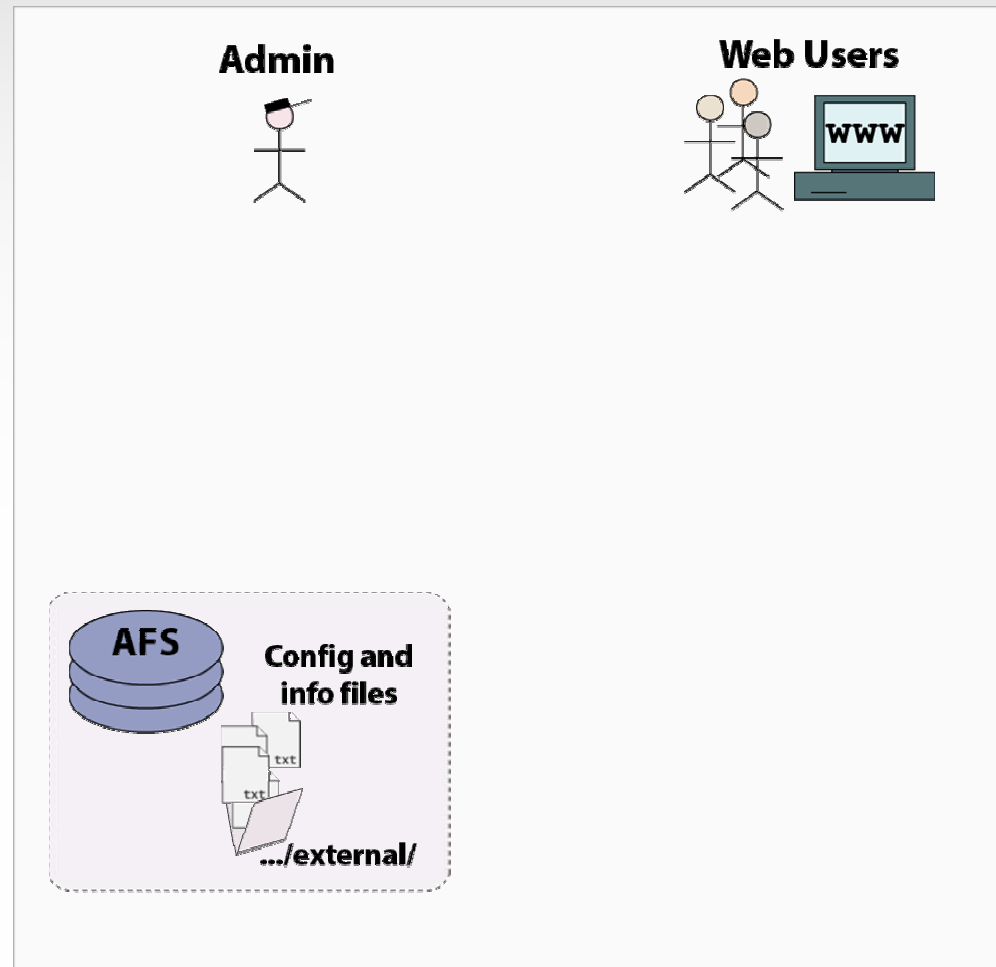 Admin
Web Users
WWW
AFS
Config and
info files
txt
txt
.../external/